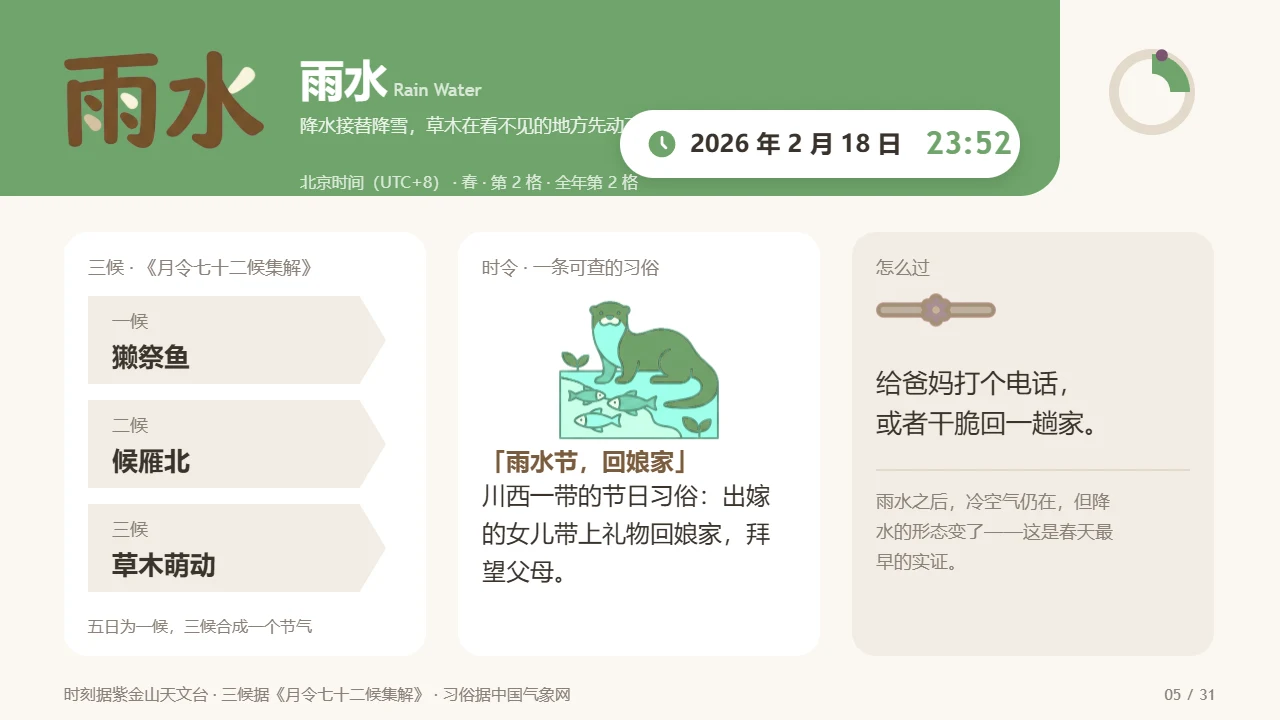 雨水
雨水 Rain Water
降水接替降雪，草木在看不见的地方先动
2026 年 2 月 18 日 23:52
北京时间（UTC+8） · 春 · 第 2 格 · 全年第 2 格
三候 · 《月令七十二候集解》
一候
獭祭鱼
二候
候雁北
三候
草木萌动
五日为一候，三候合成一个节气
时令 · 一条可查的习俗
「雨水节，回娘家」
川西一带的节日习俗：出嫁
的女儿带上礼物回娘家，拜
望父母。
怎么过
给爸妈打个电话，
或者干脆回一趟家。
雨水之后，冷空气仍在，但降
水的形态变了——这是春天最
早的实证。
时刻据紫金山天文台 · 三候据《月令七十二候集解》 · 习俗据中国气象网
05 / 31